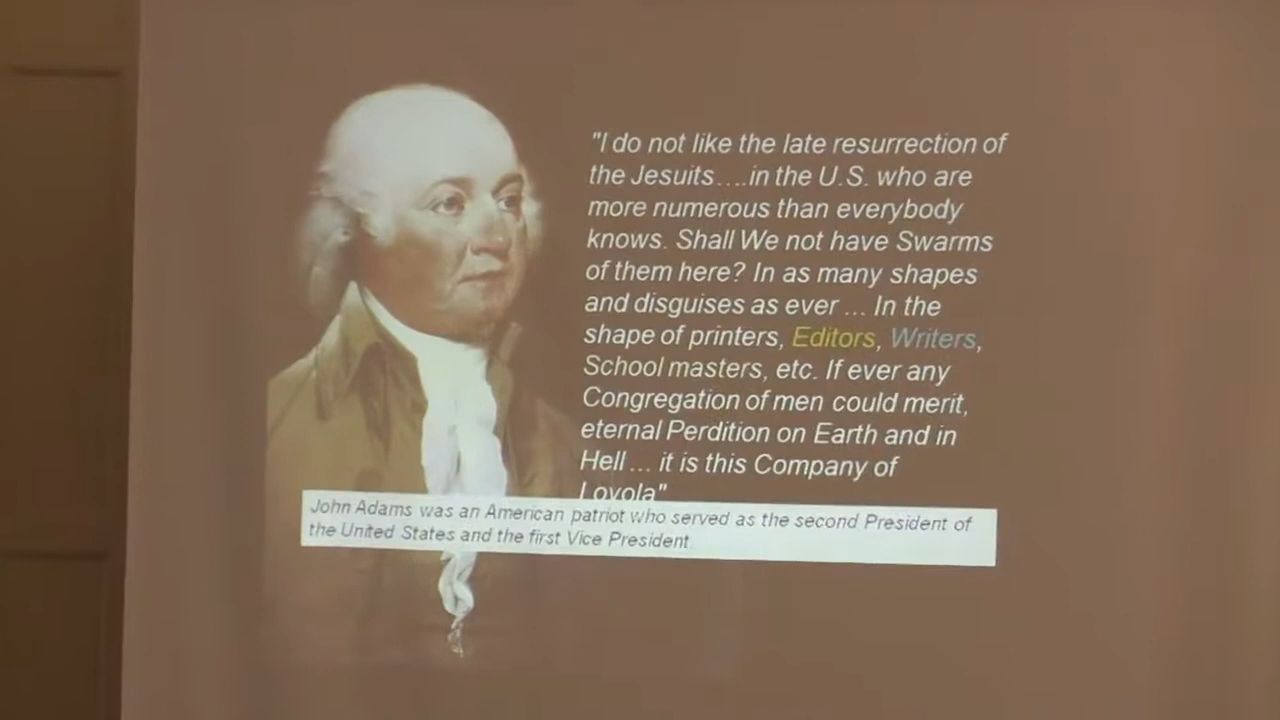 "I do not like the late resurrection of
the Jesuits....in the U.S. who are
more numerous than everybody
knows. Shall We not have Swarms
of them here? In as many shapes
and disguises as ever ... In the
shape of printers, Editors, Writers,
School masters, etc. If ever any
Congregation of men could merit,
eternal Perdition on Earth and in
Hell ... it is this Company of
Loyola"
John Adams was an American patriot who served as the second President of
the United States and the first Vice President.